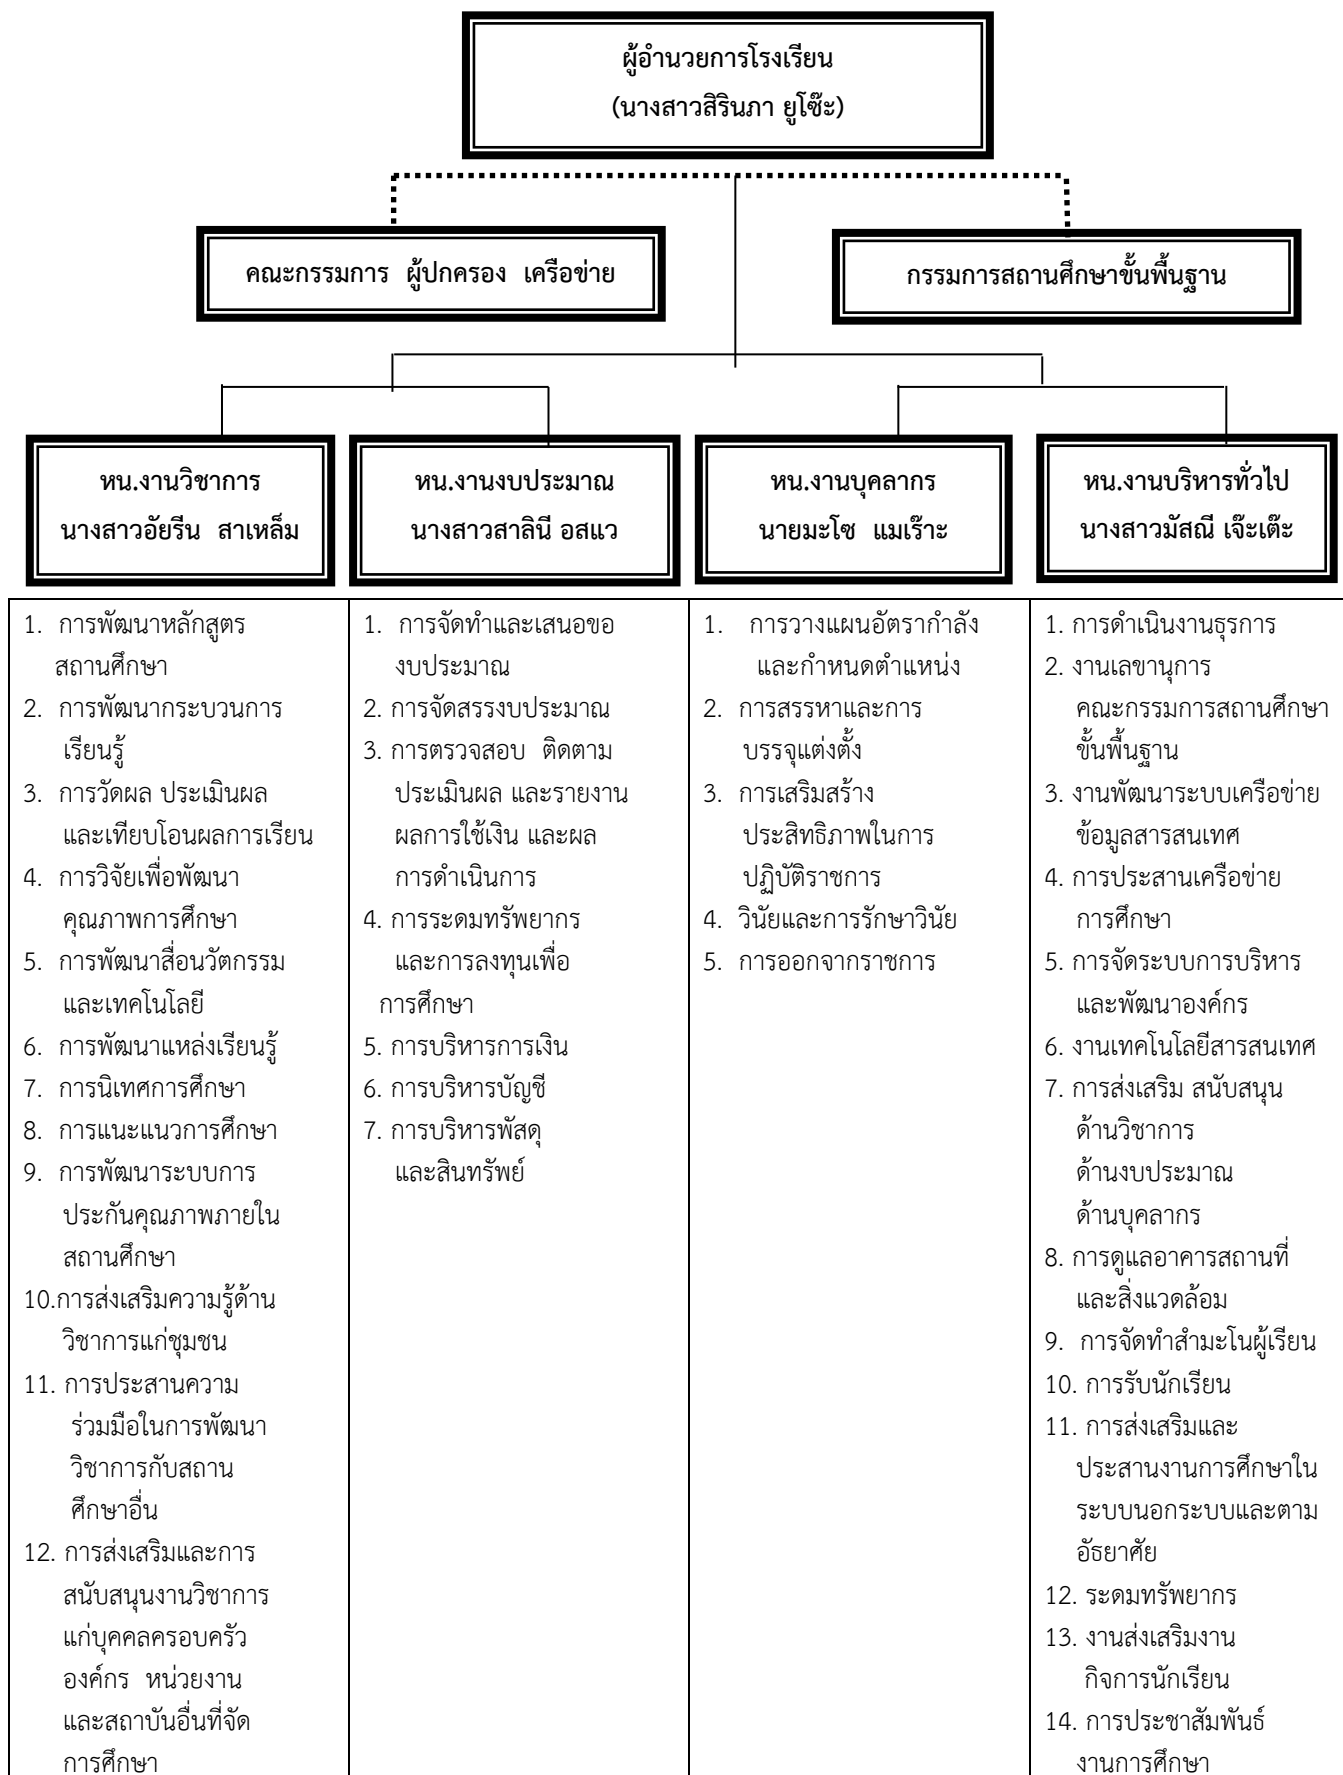 ผู้อำนวยการโรงเรียน
(นางสาวสิรินภา ยูโซ๊ะ)
คณะกรรมการ ผู้ปกครอง เครือข่าย
กรรมการสถานศึกษาขั้นพื้นฐาน
หน.งานวิชาการ
นางสาวอัยรีน สาเหล็ม
หน.งานงบประมาณ
นางสาวสาลินี อสแว
หน.งานบุคลากร
นายมะโซ แมเร๊าะ
หน.งานบริหารทั่วไป
นางสาวมัสณี เจ๊ะเต๊ะ
1. การพัฒนาหลักสูตร
สถานศึกษา
2. การพัฒนากระบวนการ
เรียนรู้
3. การวัดผล ประเมินผล
และเทียบโอนผลการเรียน
4. การวิจัยเพื่อพัฒนา
คุณภาพการศึกษา
5. การพัฒนาสื่อนวัตกรรม
และเทคโนโลยี
6. การพัฒนาแหล่งเรียนรู้
7. การนิเทศการศึกษา
8. การแนะแนวการศึกษา
9. การพัฒนาระบบการ
ประกันคุณภาพภายใน
สถานศึกษา
10.การส่งเสริมความรู้ด้าน
วิชาการแก่ชุมชน
11. การประสานความ
ร่วมมือในการพัฒนา
วิชาการกับสถาน
ศึกษาอื่น
12. การส่งเสริมและการ
สนับสนุนงานวิชาการ
แก่บุคคลครอบครัว
องค์กร หน่วยงาน
และสถาบันอื่นที่จัด
การศึกษา
1. การจัดทำและเสนอขอ
งบประมาณ
2. การจัดสรรงบประมาณ
3. การตรวจสอบ ติดตาม
ประเมินผล และรายงาน
ผลการใช้เงิน และผล
การดำเนินการ
4. การระดมทรัพยากร
และการลงทุนเพื่อ
การศึกษา
5. การบริหารการเงิน
6. การบริหารบัญชี
7. การบริหารพัสดุ
และสินทรัพย์
1. การวางแผนอัตรากำลัง
และกำหนดตำแหน่ง
2. การสรรหาและการ
บรรจุแต่งตั้ง
3. การเสริมสร้าง
ประสิทธิภาพในการ
ปฏิบัติราชการ
4. วินัยและการรักษาวินัย
5. การออกจากราชการ
1. การดำเนินงานธุรการ
2. งานเลขานุการ
คณะกรรมการสถานศึกษา
ขั้นพื้นฐาน
3. งานพัฒนาระบบเครือข่าย
ข้อมูลสารสนเทศ
4. การประสานเครือข่าย
การศึกษา
5. การจัดระบบการบริหาร
และพัฒนาองค์กร
6. งานเทคโนโลยีสารสนเทศ
7. การส่งเสริม สนับสนุน
ด้านวิชาการ
ด้านงบประมาณ
ด้านบุคลากร
8. การดูแลอาคารสถานที่
และสิ่งแวดล้อม
9. การจัดทำสำมะโนผู้เรียน
10. การรับนักเรียน
11. การส่งเสริมและ
ประสานงานการศึกษาใน
ระบบนอกระบบและตาม
อัธยาศัย
12. ระดมทรัพยากร
13. งานส่งเสริมงาน
กิจการนักเรียน
14. การประชาสัมพันธ์
งานการศึกษา